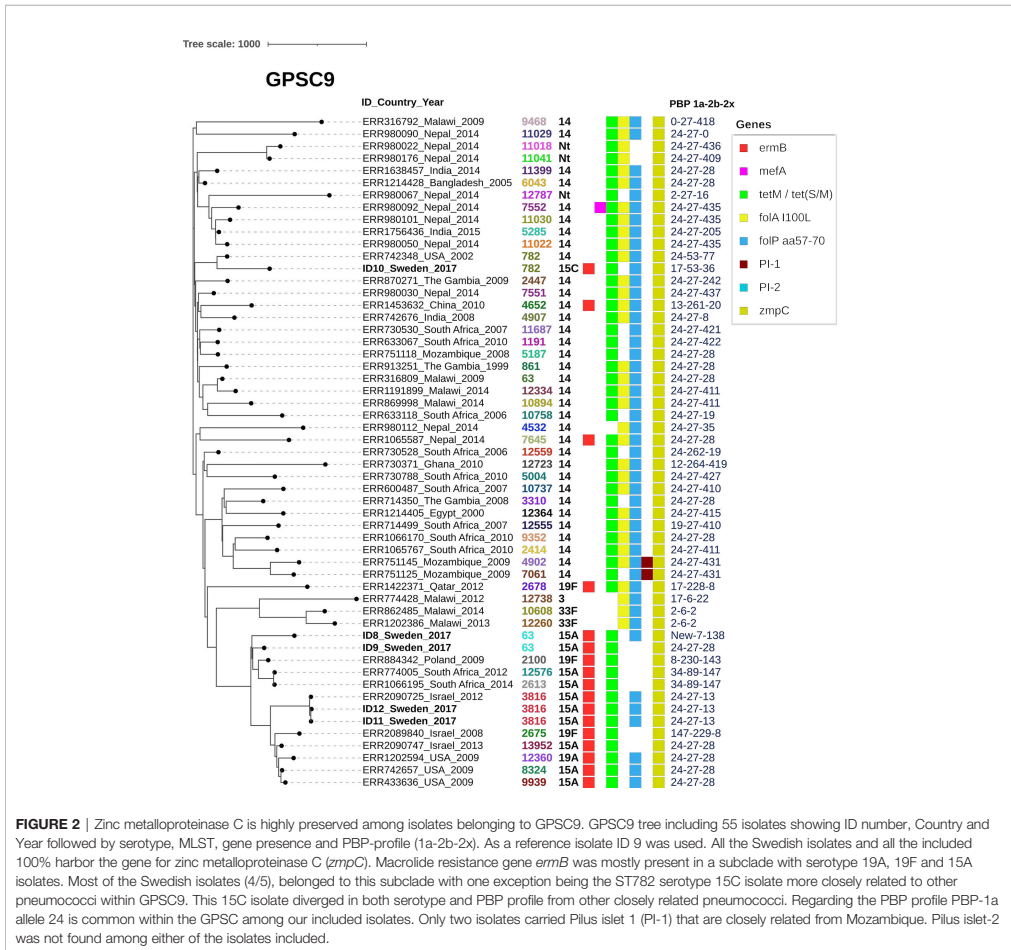 Tree scale: 1000
GPSC9
ID_Country_Year PBP 1a-2b-2x
ERR316792_Malawi_2009 9468 14 0-27-418
ERR980090_Nepal_2014 11029 14 24-27-0
ERR980022_Nepal_2014 11018 Nt 24-27-436
ERR980176_Nepal_2014 11041 Nt 24-27-409
ERR1638457_India_2014 11399 14 24-27-28
ERR1214428_Bangladesh_2005 6043 14 24-27-28
ERR980067_Nepal_2014 12787 Nt 2-27-16
ERR980092_Nepal_2014 7552 14 24-27-435
ERR980101_Nepal_2014 11030 14 24-27-435
ERR1756436_India_2015 5285 14 24-27-205
ERR980050_Nepal_2014 11022 14 24-27-435
ERR742348_USA_2002 782 14 24-53-77
ID10_Sweden_2017 782 15C 17-53-36
ERR870271_The Gambia_2009 2447 14 24-27-242
ERR980030_Nepal_2014 7551 14 24-27-437
ERR1453632_China_2010 4652 14 13-261-20
ERR742676_India_2008 4907 14 24-27-8
ERR730530_South Africa_2007 11687 14 24-27-421
ERR633067_South Africa_2010 1191 14 24-27-422
ERR751118_Mozambique_2008 5187 14 24-27-28
ERR913251_The Gambia_1999 861 14 24-27-28
ERR316809_Malawi_2009 63 14 24-27-28
ERR1191899_Malawi_2014 12334 14 24-27-411
ERR869998_Malawi_2014 10894 14 24-27-411
ERR633118_South Africa_2006 10758 14 24-27-19
ERR980112_Nepal_2014 4532 14 24-27-35
ERR1065587_Nepal_2014 7645 14 24-27-28
ERR730528_South Africa_2006 12559 14 24-262-19
ERR730371_Ghana_2010 12723 14 12-264-419
ERR730788_South Africa_2010 5004 14 24-27-427
ERR600487_South Africa_2007 10737 14 24-27-410
ERR714350_The Gambia_2008 3310 14 24-27-28
ERR1214405_Egypt_2000 12364 14 24-27-415
ERR714499_South Africa_2007 12555 14 19-27-410
ERR1066170_South Africa_2010 9352 14 24-27-28
ERR1065767_South Africa_2010 2414 14 24-27-411
ERR751145_Mozambique_2009 4902 14 24-27-431
ERR751125_Mozambique_2009 7061 14 24-27-431
ERR1422371_Qatar_2012 2678 19F 17-228-8
ERR774428_Malawi_2012 12738 3 17-6-22
ERR862485_Malawi_2014 10608 33F 2-6-2
ERR1202386_Malawi_2013 12260 33F 2-6-2
ID8_Sweden_2017 63 15A New-7-138
ID9_Sweden_2017 63 15A 24-27-28
ERR884342_Poland_2009 2100 19F 8-230-143
ERR774005_South Africa_2012 12576 15A 34-89-147
ERR1066195_South Africa_2014 2613 15A 34-89-147
ERR2090725_Israel_2012 3816 15A 24-27-13
ID12_Sweden_2017 3816 15A 24-27-13
ID11_Sweden_2017 3816 15A 24-27-13
ERR2089840_Israel_2008 2675 19F 147-229-8
ERR2090747_Israel_2013 13952 15A 24-27-28
ERR1202594_USA_2009 12360 19A 24-27-28
ERR742657_USA_2009 8324 15A 24-27-28
ERR433636_USA_2009 9939 15A 24-27-28
Genes
ermB
mefA
tetM / tet(S/M)
folA I100L
folP aa57-70
PI-1
PI-2
zmpC
FIGURE 2 | Zinc metalloproteinase C is highly preserved among isolates belonging to GPSC9. GPSC9 tree including 55 isolates showing ID number, Country and
Year followed by serotype, MLST, gene presence and PBP-profile (1a-2b-2x). As a reference isolate ID 9 was used. All the Swedish isolates and all the included
100% harbor the gene for zinc metalloproteinase C (zmpC). Macrolide resistance gene ermB was mostly present in a subclade with serotype 19A, 19F and 15A
isolates. Most of the Swedish isolates (4/5), belonged to this subclade with one exception being the ST782 serotype 15C isolate more closely related to other
pneumococci within GPSC9. This 15C isolate diverged in both serotype and PBP profile from other closely related pneumococci. Regarding the PBP profile PBP-1a
allele 24 is common within the GPSC among our included isolates. Only two isolates carried Pilus islet 1 (PI-1) that are closely related from Mozambique. Pilus islet-2
was not found among either of the isolates included.